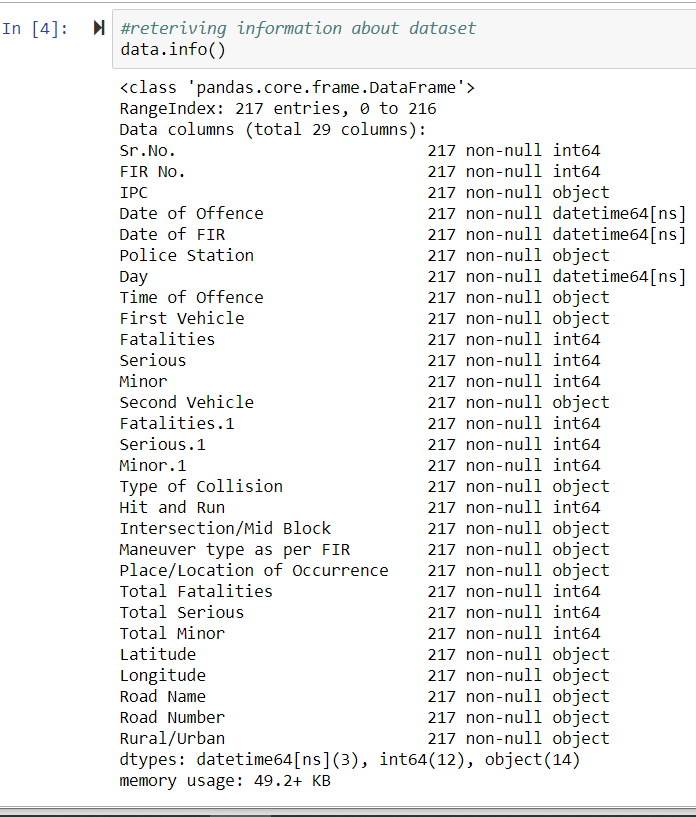 In [4]: #reteriving information about dataset
data.info()
<class 'pandas.core.frame.DataFrame'>
RangeIndex: 217 entries, 0 to 216
Data columns (total 29 columns):
Sr.No. 217 non-null int64
FIR No. 217 non-null int64
IPC 217 non-null object
Date of Offence 217 non-null datetime64[ns]
Date of FIR 217 non-null datetime64[ns]
Police Station 217 non-null object
Day 217 non-null datetime64[ns]
Time of Offence 217 non-null object
First Vehicle 217 non-null object
Fatalities 217 non-null int64
Serious 217 non-null int64
Minor 217 non-null int64
Second Vehicle 217 non-null object
Fatalities.1 217 non-null int64
Serious.1 217 non-null int64
Minor.1 217 non-null int64
Type of Collision 217 non-null object
Hit and Run 217 non-null int64
Intersection/Mid Block 217 non-null object
Maneuver type as per FIR 217 non-null object
Place/Location of Occurrence 217 non-null object
Total Fatalities 217 non-null int64
Total Serious 217 non-null int64
Total Minor 217 non-null int64
Latitude 217 non-null object
Longitude 217 non-null object
Road Name 217 non-null object
Road Number 217 non-null object
Rural/Urban 217 non-null object
dtypes: datetime64[ns](3), int64(12), object(14)
memory usage: 49.2+ KB